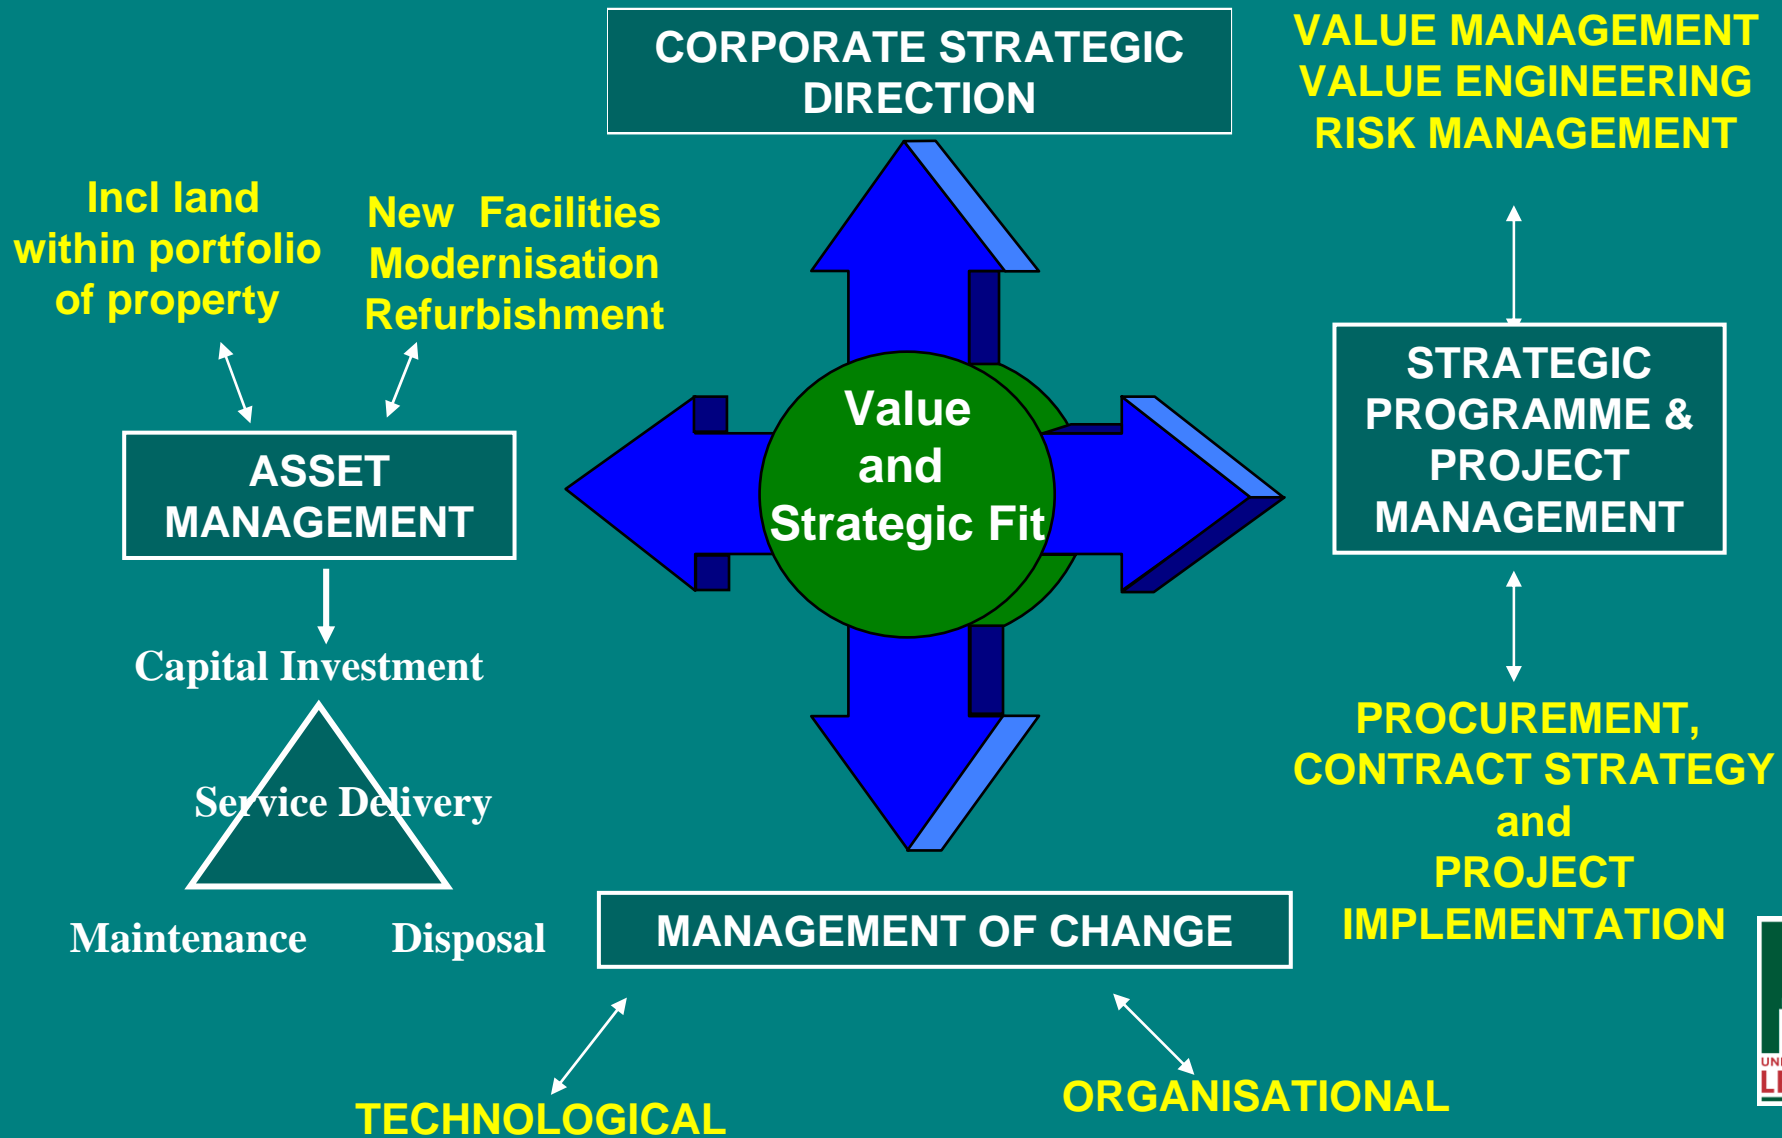 CORPORATE STRATEGIC
DIRECTION
VALUE MANAGEMENT
VALUE ENGINEERING
RISK MANAGEMENT
Incl land
within portfolio
of property
New Facilities
Modernisation
Refurbishment
ASSET
MANAGEMENT
Value
and
Strategic Fit
STRATEGIC
PROGRAMME &
PROJECT
MANAGEMENT
Capital Investment
Service Delivery
Maintenance
Disposal
PROCUREMENT,
CONTRACT STRATEGY
and
PROJECT
IMPLEMENTATION
MANAGEMENT OF CHANGE
TECHNOLOGICAL
ORGANISATIONAL